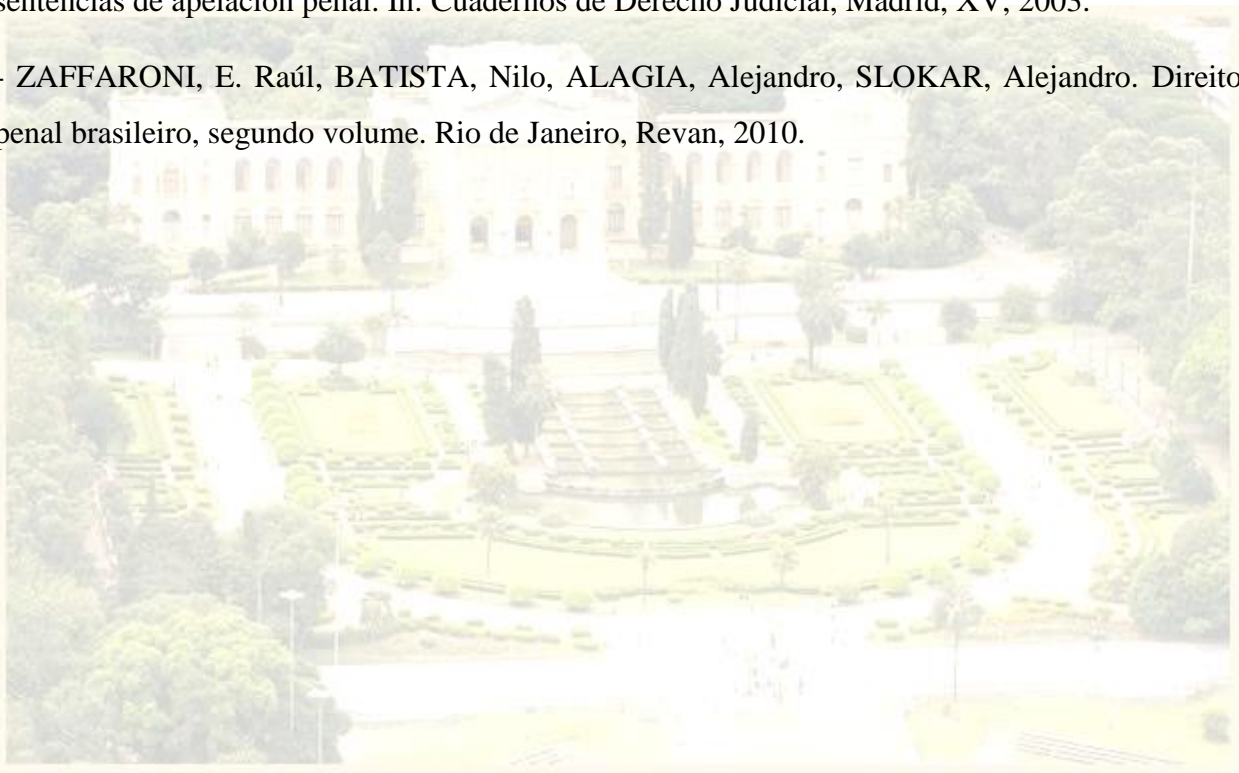 sentencias de apelación penal. In: Cuadernos de Derecho Judicial, Madrid, XV, 2003.
- ZAFFARONI, E. Raúl, BATISTA, Nilo, ALAGIA, Alejandro, SLOKAR, Alejandro. Direito
penal brasileiro, segundo volume. Rio de Janeiro, Revan, 2010.